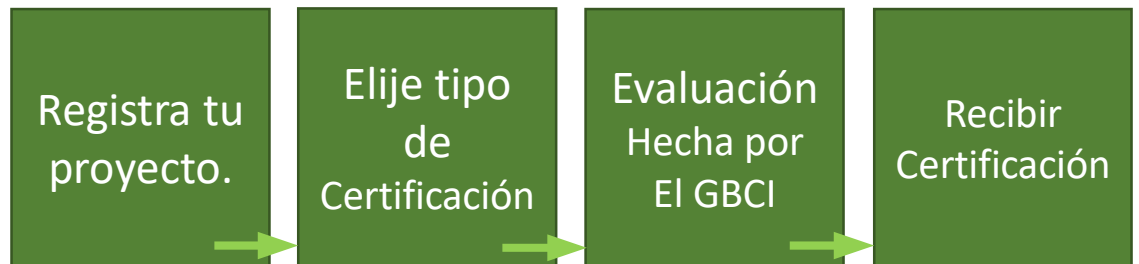 Registra tu
proyecto.
Elije tipo
de
Certificación
Evaluación
Hecha por
El GBCI
Recibir
Certificación